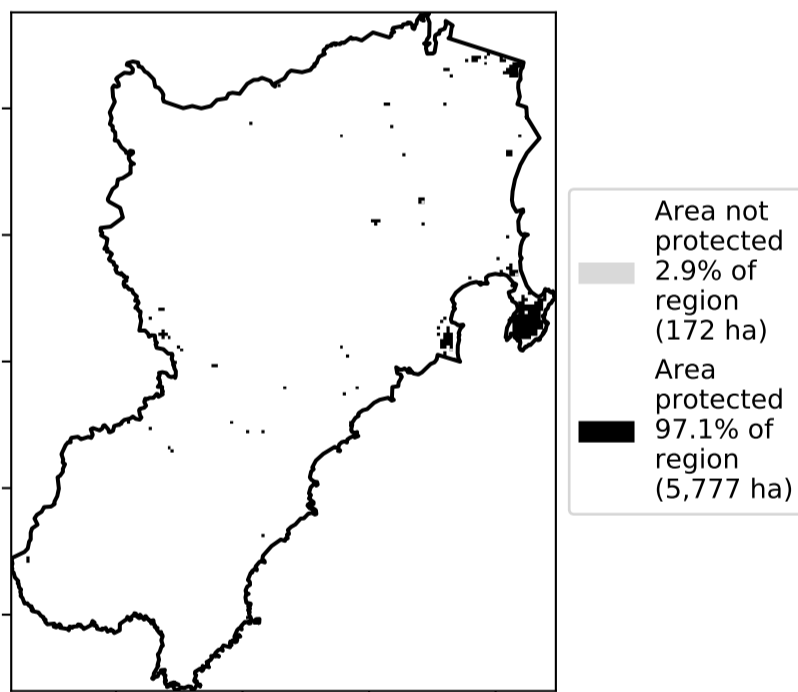 Area not
protected
2.9% of
region
(172 ha)
Area
protected
97.1% of
region
(5,777 ha)